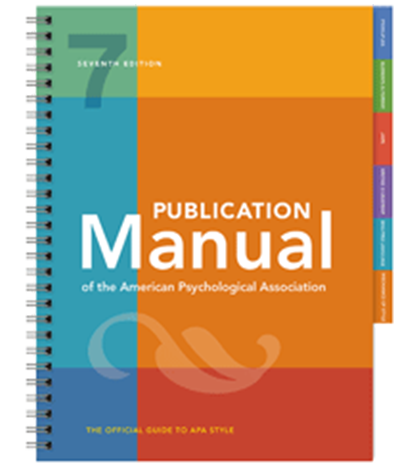 7
SEVENTH EDITION
PUBLICATION
Manual
of the American Psychological Association
THE OFFICIAL GUIDE TO APA STYLE